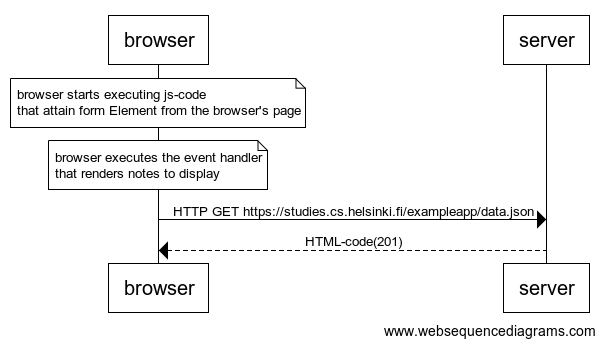 browser
server
browser starts executing js-code
that attain form Element from the browser's page
browser executes the event handler
that renders notes to display
HTTP GET https://studies.cs.helsinki.fi/exampleapp/data.json
HTML-code(201)
browser
server
www.websequencediagrams.com